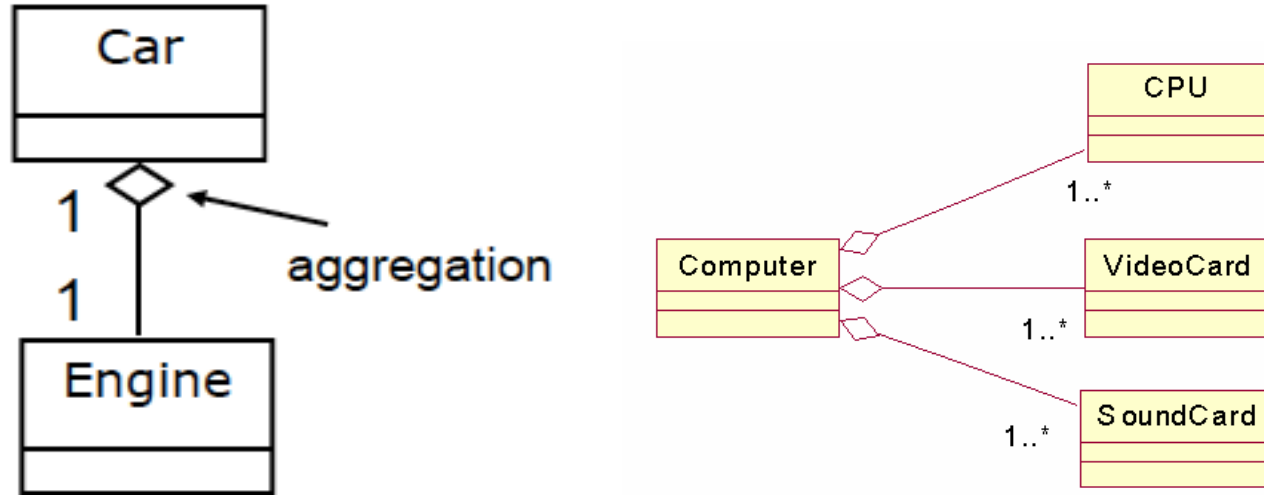 Car
1
aggregation
1
Engine
CPU
1..*
Computer
VideoCard
1..*
SoundCard
1..*